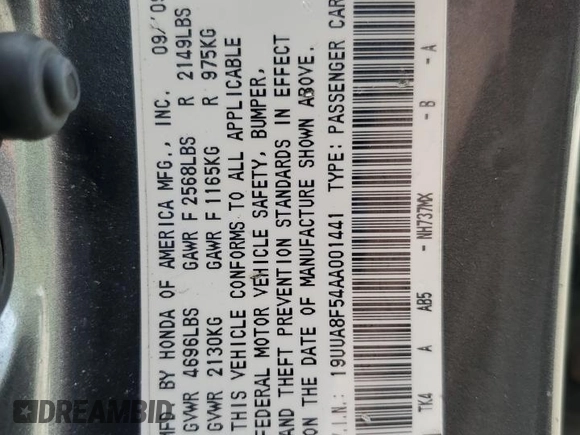 MFD BY HONDA OF AMERICA MFG., INC. 09/'09
GVWR 4696LBS GAWR F 2568LBS R 2149LBS
GVWR 2130KG GAWR F 1165KG R 975KG
THIS VEHICLE CONFORMS TO ALL APPLICABLE
FEDERAL MOTOR VEHICLE SAFETY, BUMPER,
AND THEFT PREVENTION STANDARDS IN EFFECT
ON THE DATE OF MANUFACTURE SHOWN ABOVE.
V.I.N.: 19UUA8F54AA001441 TYPE: PASSENGER CAR
TK4 A AB5 - NH737MX - B - A
DREAMBID